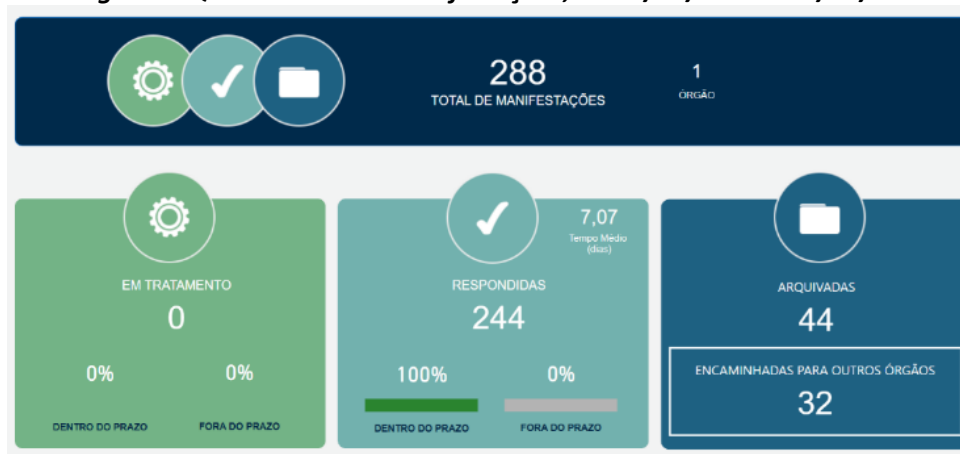 288
TOTAL DE MANIFESTAÇÕES
1
ÓRGÃO
EM TRATAMENTO
0
0%
0%
DENTRO DO PRAZO
FORA DO PRAZO
7,07
Tempo Médio
(dias)
RESPONDIDAS
244
100%
0%
DENTRO DO PRAZO
FORA DO PRAZO
ARQUIVADAS
44
ENCAMINHADAS PARA OUTROS ÓRGÃOS
32